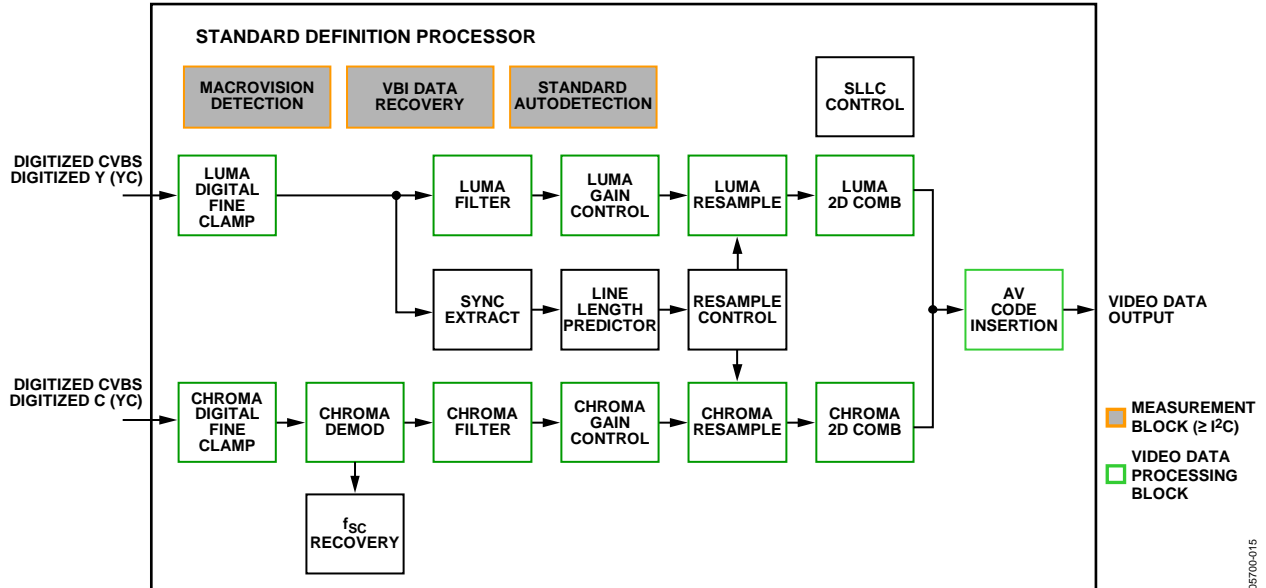 STANDARD DEFINITION PROCESSOR
MACROVISION
DETECTION
VBI DATA
RECOVERY
STANDARD
AUTODETECTION
SLLC
CONTROL
DIGITIZED CVBS
DIGITIZED Y (YC)
LUMA
DIGITAL
FINE
CLAMP
LUMA
FILTER
LUMA
GAIN
CONTROL
LUMA
RESAMPLE
LUMA
2D COMB
SYNC
EXTRACT
LINE
LENGTH
PREDICTOR
RESAMPLE
CONTROL
AV
CODE
INSERTION
VIDEO DATA
OUTPUT
DIGITIZED CVBS
DIGITIZED C (YC)
CHROMA
DIGITAL
FINE
CLAMP
CHROMA
DEMOD
CHROMA
FILTER
CHROMA
GAIN
CONTROL
CHROMA
RESAMPLE
CHROMA
2D COMB
fSC
RECOVERY
MEASUREMENT
BLOCK (≥ I²C)
VIDEO DATA
PROCESSING
BLOCK
05700-015